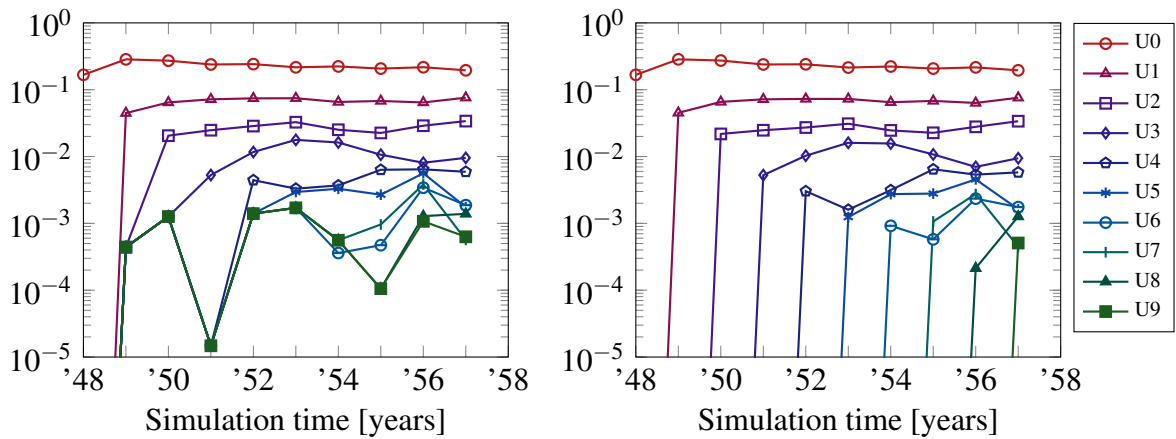 10^0
10^−1
10^−2
10^−3
10^−4
10^−5
’48 ’50 ’52 ’54 ’56 ’58
Simulation time [years]
10^0
10^−1
10^−2
10^−3
10^−4
10^−5
’48 ’50 ’52 ’54 ’56 ’58
Simulation time [years]
U0
U1
U2
U3
U4
U5
U6
U7
U8
U9